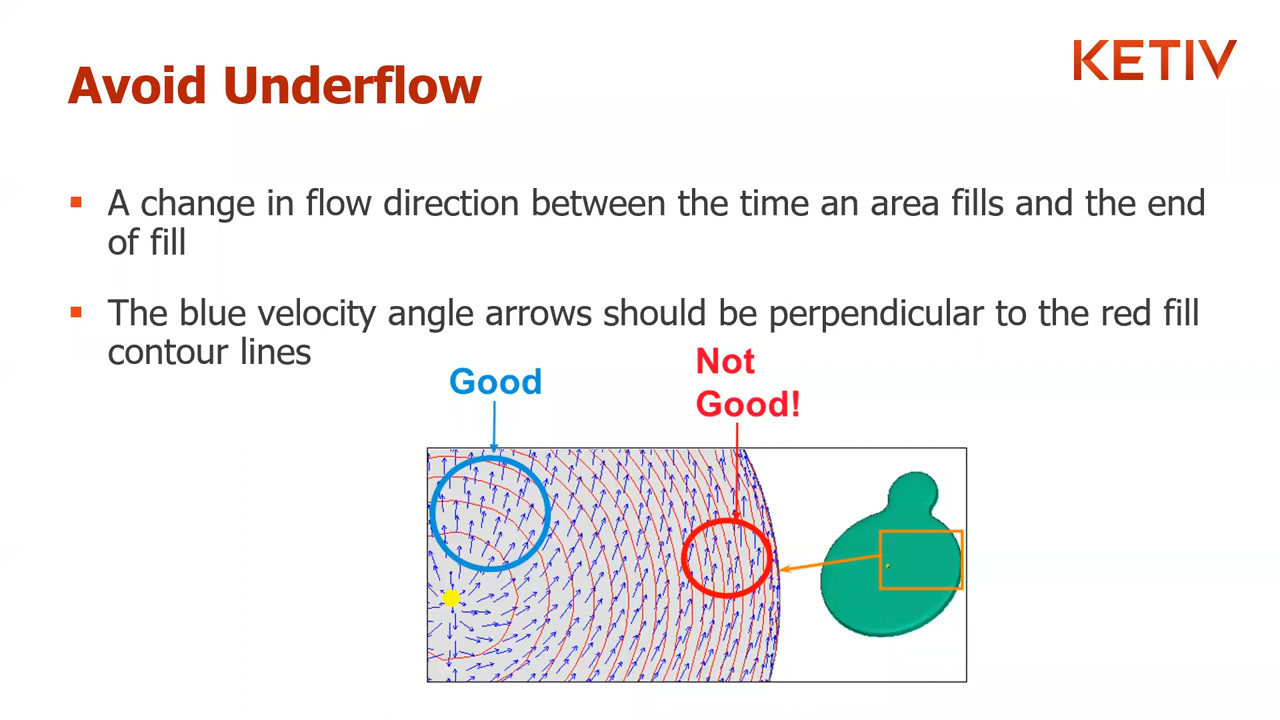 KETIV
Avoid Underflow
▪ A change in flow direction between the time an area fills and the end
of fill
▪ The blue velocity angle arrows should be perpendicular to the red fill
contour lines
Good
Not
Good!